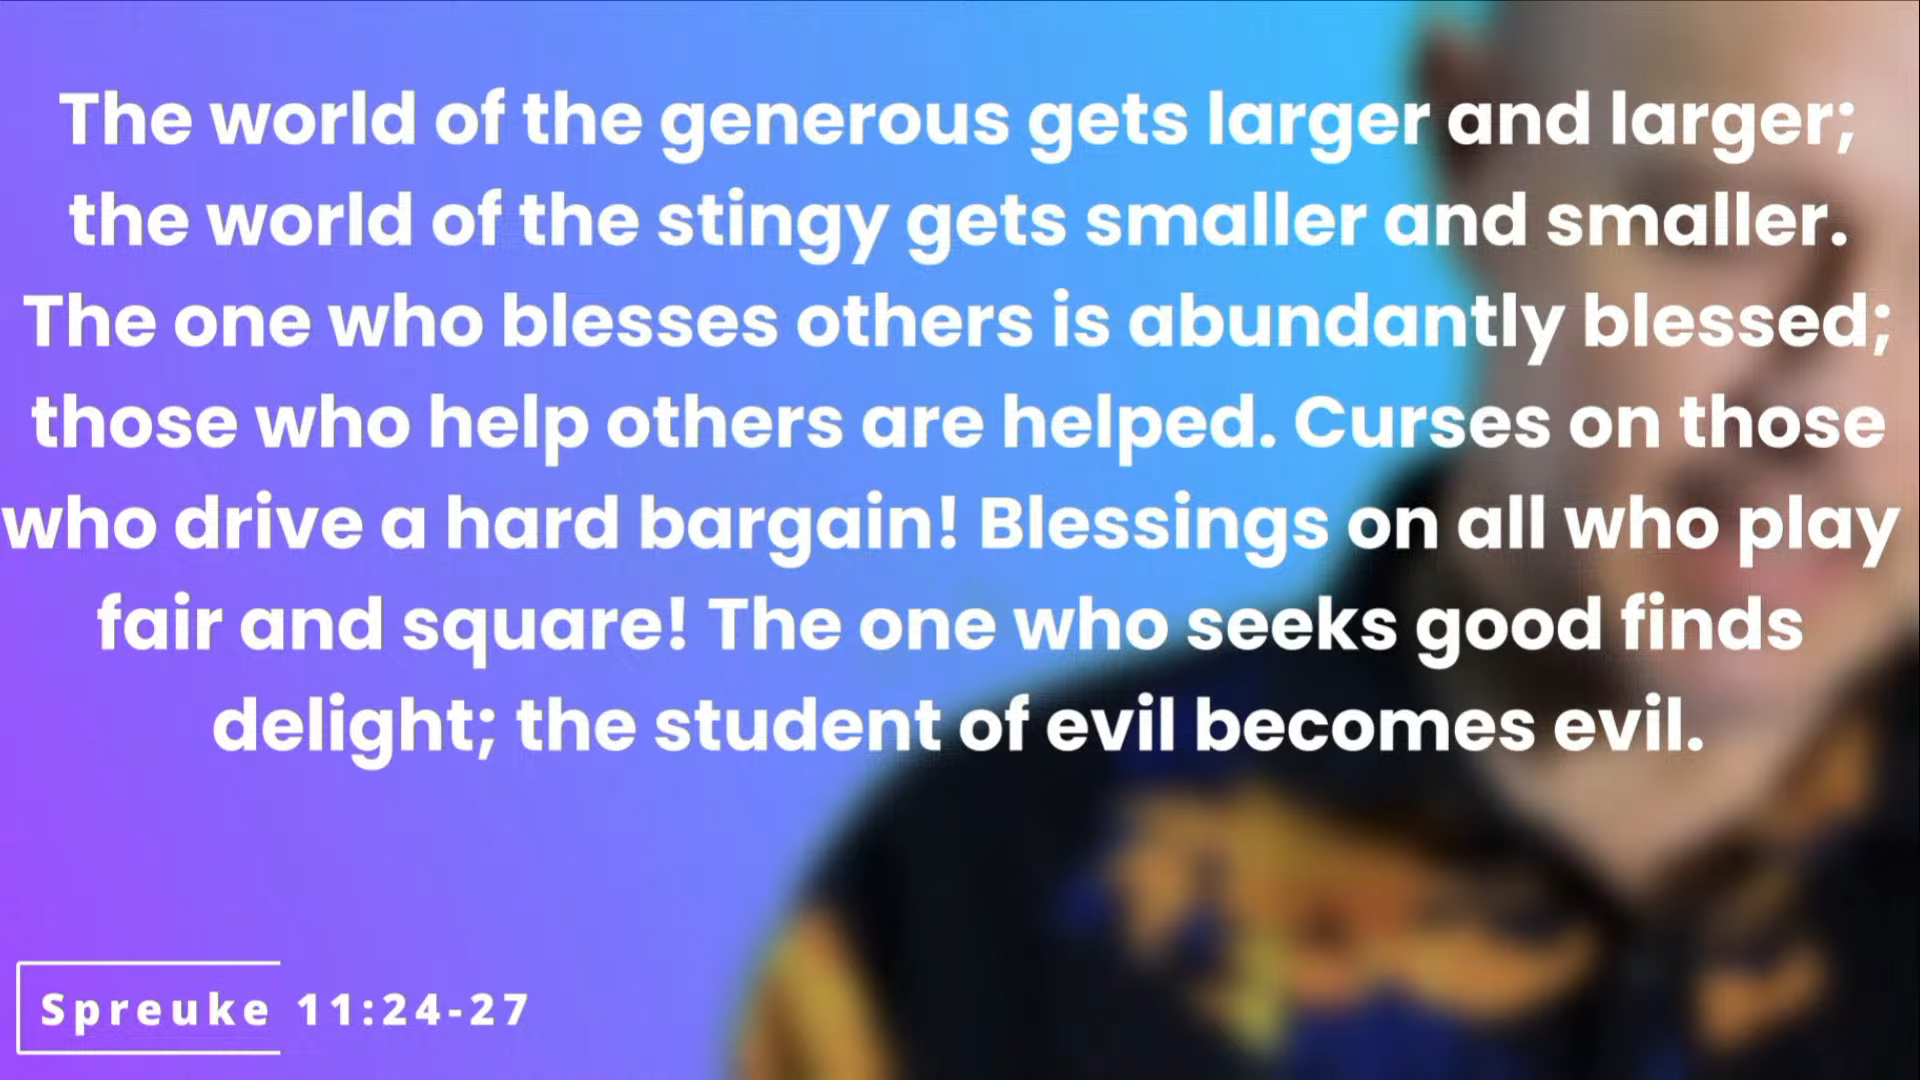 The world of the generous gets larger and larger;
the world of the stingy gets smaller and smaller.
The one who blesses others is abundantly blessed;
those who help others are helped. Curses on those
who drive a hard bargain! Blessings on all who play
fair and square! The one who seeks good finds
delight; the student of evil becomes evil.
Spreuke 11:24-27